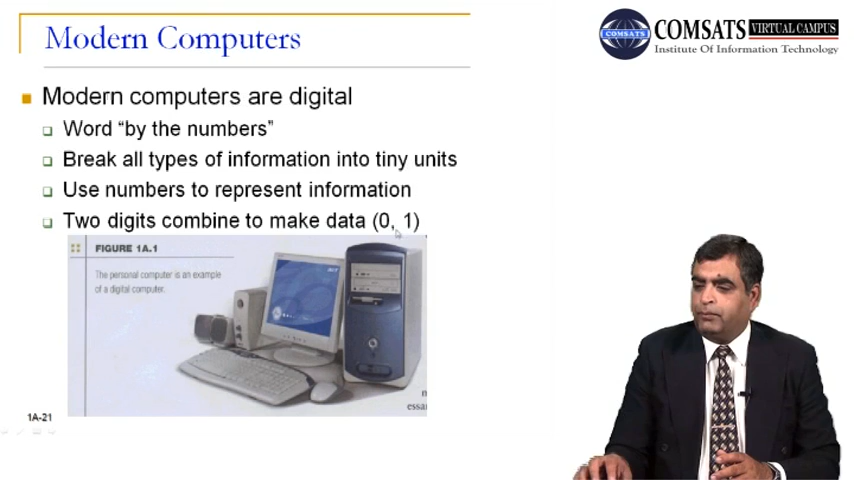 Modern Computers
COMSATS VIRTUAL CAMPUS
COMSATS
Institute Of Information Technology
Modern computers are digital
Word “by the numbers”
Break all types of information into tiny units
Use numbers to represent information
Two digits combine to make data (0, 1)
FIGURE 1A.1
The personal computer is an example
of a digital computer.
essar
1A-21